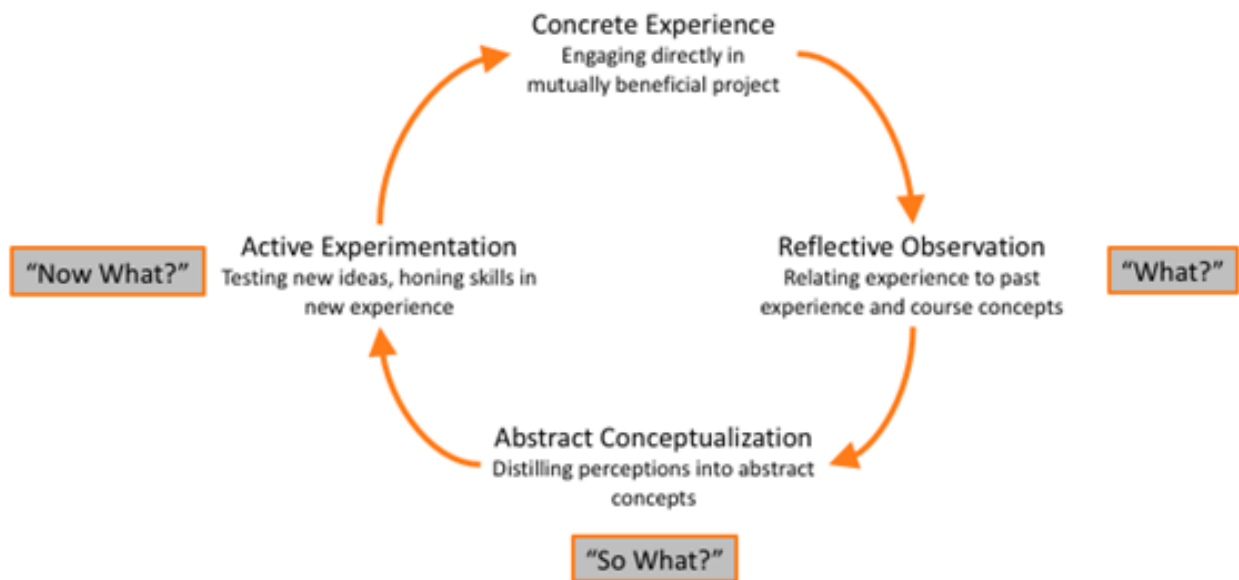 Concrete Experience
Engaging directly in
mutually beneficial project
"Now What?"
Active Experimentation
Testing new ideas, honing skills in
new experience
Reflective Observation
Relating experience to past
experience and course concepts
"What?"
Abstract Conceptualization
Distilling perceptions into abstract
concepts
"So What?"